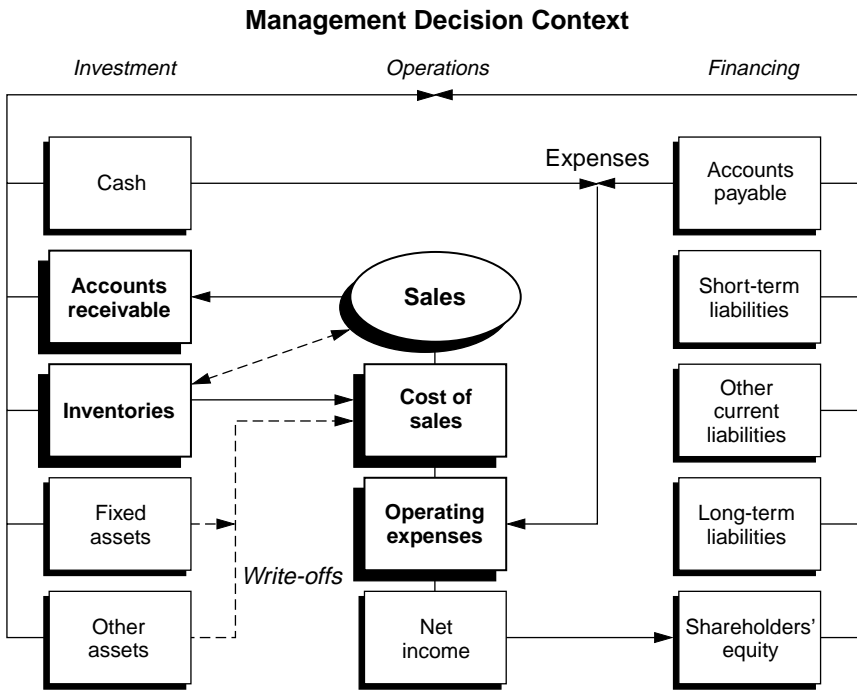 Management Decision Context
Investment
Operations
Financing
Cash
Expenses
Accounts
payable
Accounts
receivable
Sales
Short-term
liabilities
Inventories
Cost of
sales
Other
current
liabilities
Fixed
assets
Operating
expenses
Long-term
liabilities
Write-offs
Other
assets
Net
income
Shareholders’
equity